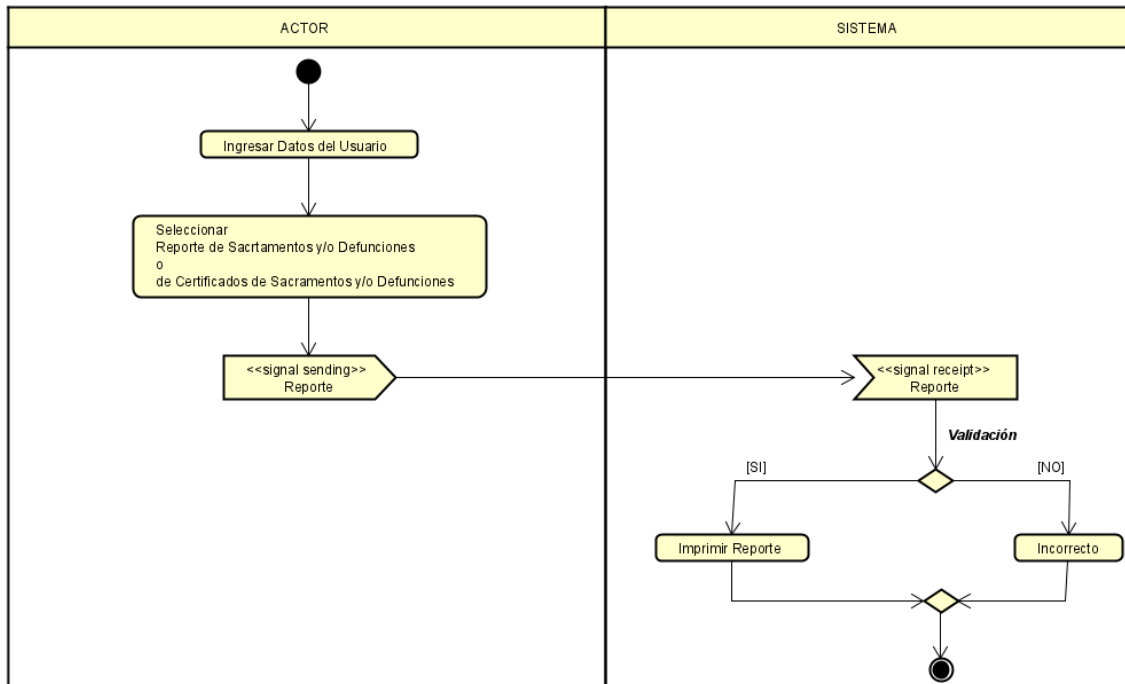 ACTOR
SISTEMA
Ingresar Datos del Usuario
Seleccionar
Reporte de Sacrtamentos y/o Defunciones
o
de Certificados de Sacramentos y/o Defunciones
<<signal sending>>
Reporte
<<signal receipt>>
Reporte
Validación
[SI]
[NO]
Imprimir Reporte
Incorrecto